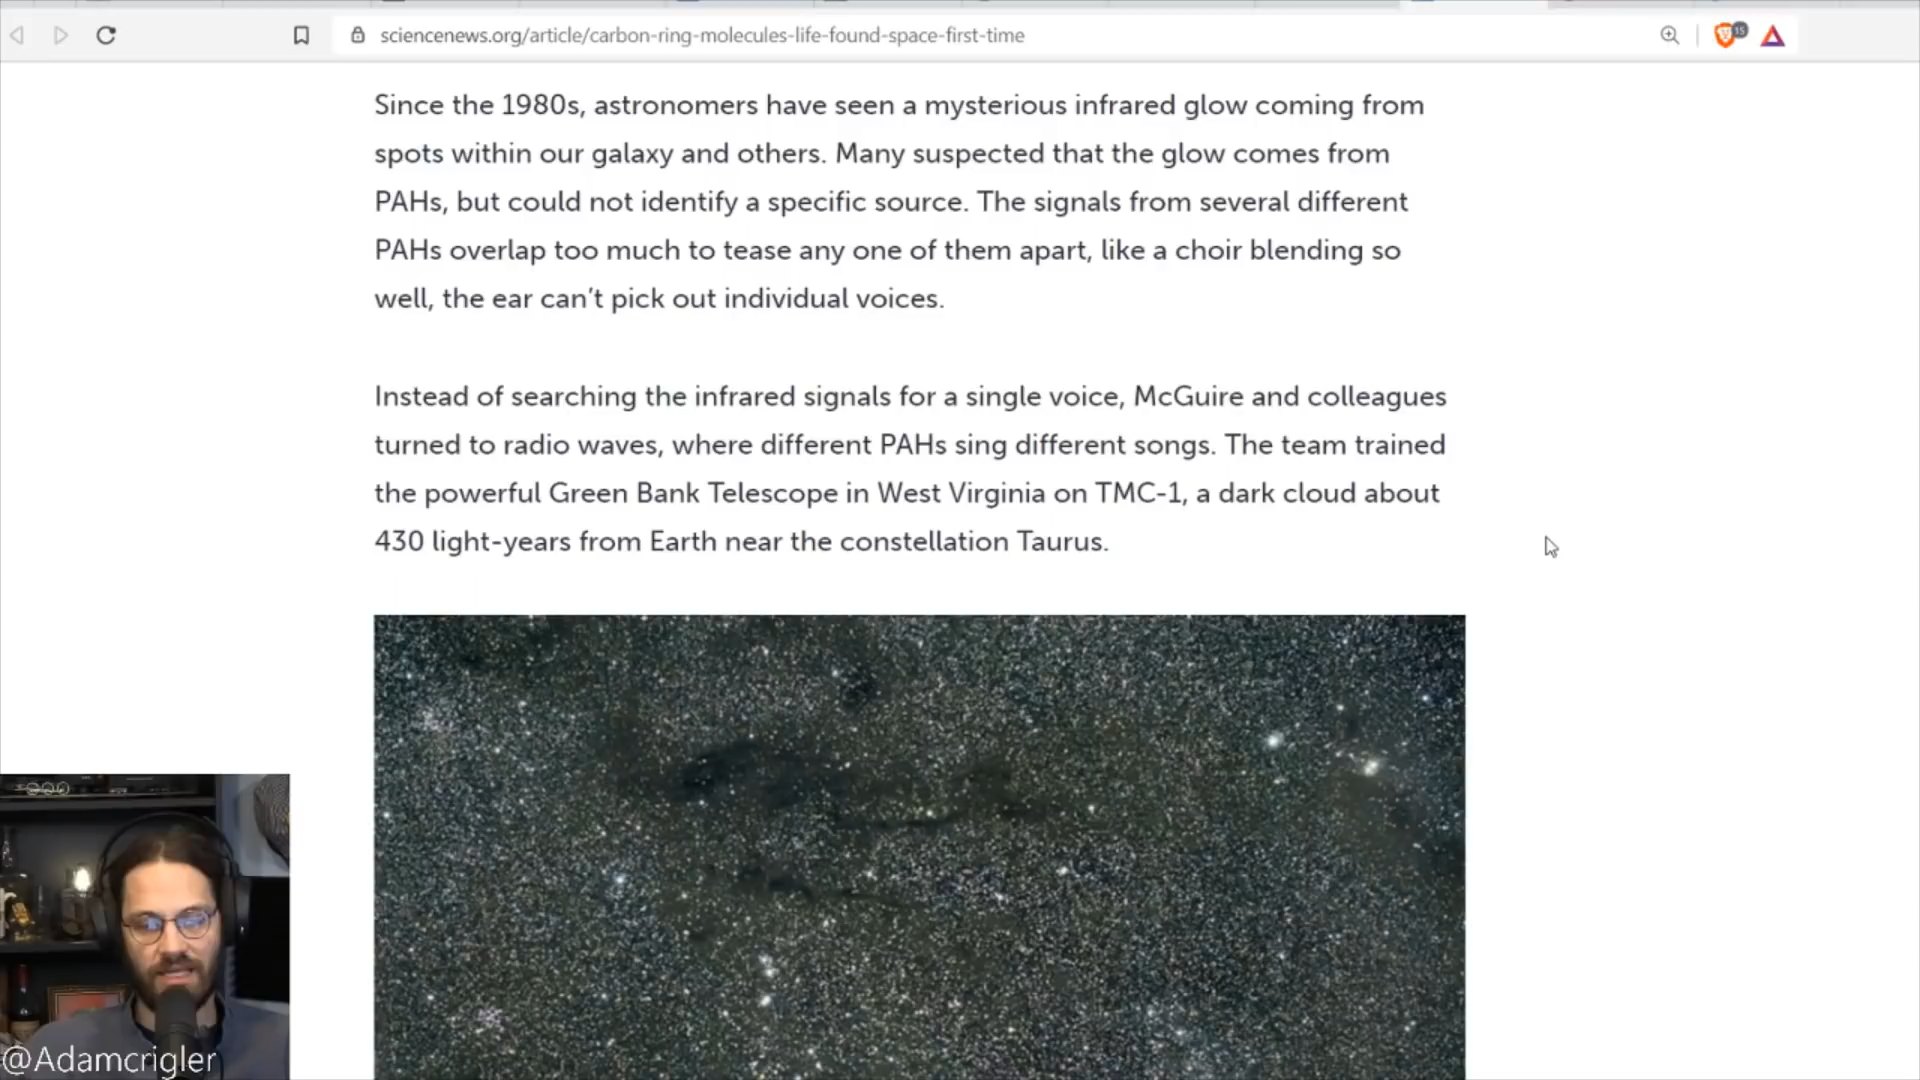 sciencenews.org/article/carbon-ring-molecules-life-found-space-first-time
15
Since the 1980s, astronomers have seen a mysterious infrared glow coming from
spots within our galaxy and others. Many suspected that the glow comes from
PAHs, but could not identify a specific source. The signals from several different
PAHs overlap too much to tease any one of them apart, like a choir blending so
well, the ear can’t pick out individual voices.
Instead of searching the infrared signals for a single voice, McGuire and colleagues
turned to radio waves, where different PAHs sing different songs. The team trained
the powerful Green Bank Telescope in West Virginia on TMC-1, a dark cloud about
430 light-years from Earth near the constellation Taurus.
@Adamcrigler